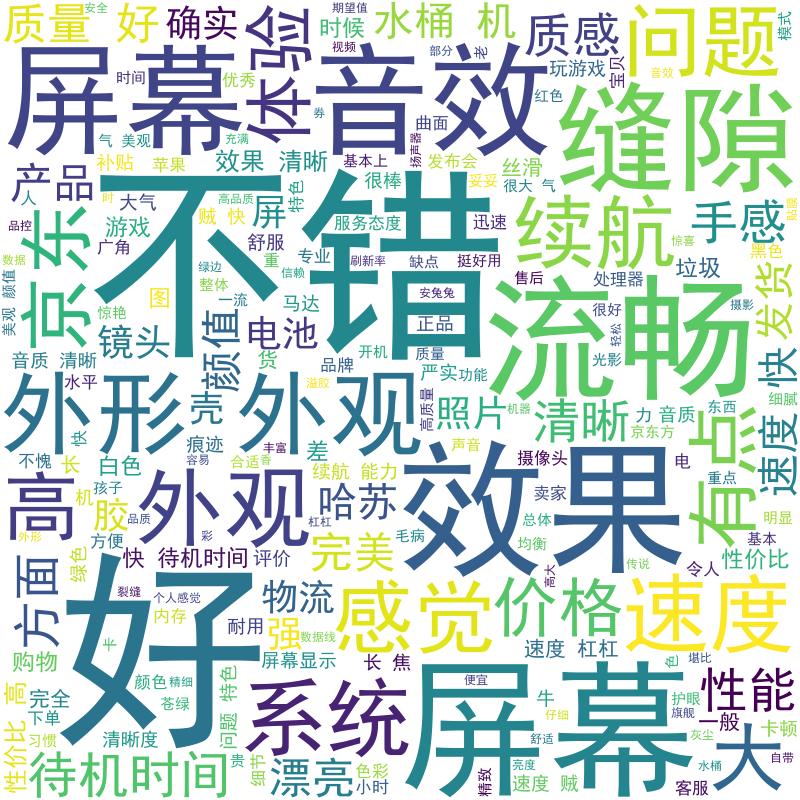 质量 好
安全
确实
体验
期望值
时候
视频
水桶 机
部分
老
质感
宝贝
问题
模式
屏幕
时间
优秀
音效
玩游戏
红色
音效
气 美观
券
充满
曲面
扬声器
缝隙
产品
补贴
苹果
效果 清晰
基本上
发布会
丝滑
人
大气
特色
很棒
妥妥
很大 气
时
高品质
不错
续航
手感
贴膜
品控
京东
游戏
贼 快
屏
服务态度
迅速
惊喜
黑色
广角
舒服
专业
刷新率
缺点
挺好用
数据
绿边
重
信赖
售后
处理器
垃圾
发货
美观 颜值
图
整体
马达
安兔兔
流畅
很好
摄影
惊艳
一流
正品
轻松
镜头
颜值
电池
开机
质量
光影
音质 清晰
货
品牌
严实
功能
快
水平
外形
溢胶
外观
高质量
细腻
壳
照片
机器
清晰
力 音质
东西
有点
速度
快
痕迹
声音
京东方
不愧
长
白色
丰富
差
容易
合适
香
续航 能力
摄像头
电
重点
高
机
孩子
胶
品质
外观
哈苏
杠杠
彩
效果
卖家
总体
明显
外形
方便
毛病
均衡
基本
方面
绿色
快 待机时间
评价
完美
传说
令人
性价比
裂缝
个人感觉
物流
高大
好
内存
强
感觉
价格
速度
卡
耐用
数据线
购物
屏幕显示
长 焦
速度 杠杠
色
堪比
性价比 高
完全
颜色
精细
问题 特色
系统
便宜
屏幕
牛
护眼
性能
下单
苍绿
仔细
旗舰
一般
卡顿
习惯
清晰度
舒适
灰尘
大
贵
细节
漂亮
色彩
精致
亮度
自带
待机时间
小时
速度 贼
客服
水桶